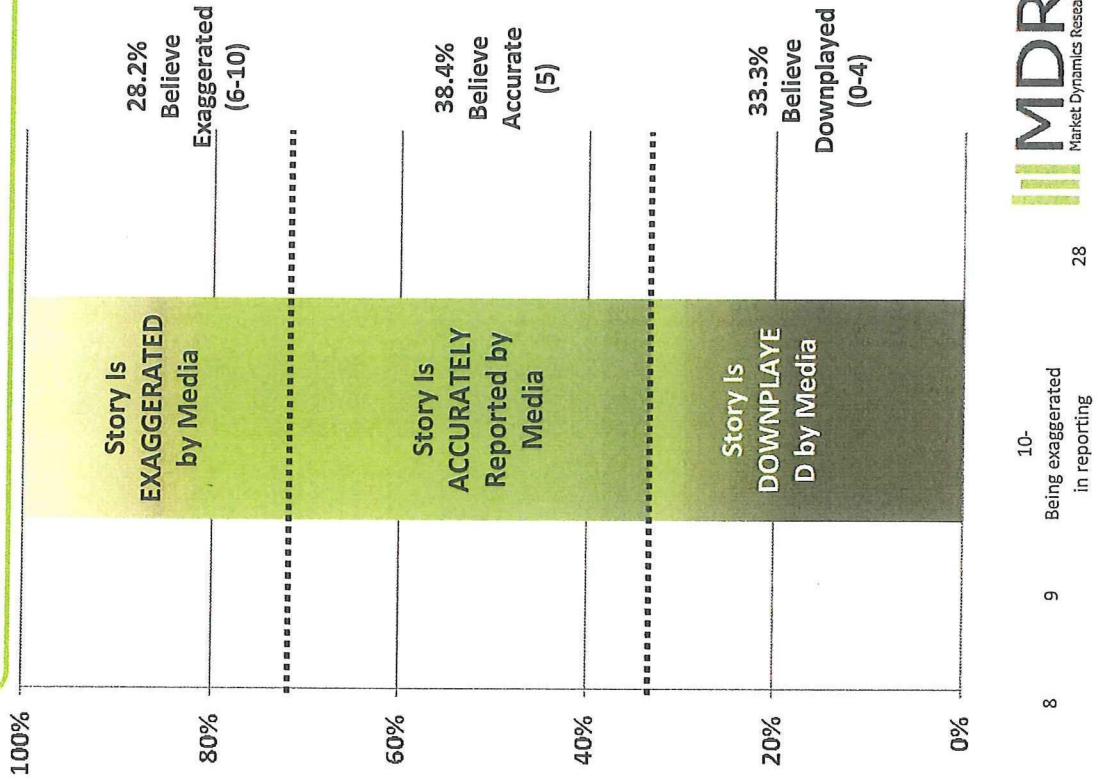 100%
80%
60%
40%
20%
0%
Story Is
EXAGGERATED
by Media
Story Is
ACCURATELY
Reported by
Media
Story Is
DOWNPLAYE
D by Media
28.2%
Believe
Exaggerated
(6-10)
38.4%
Believe
Accurate
(5)
33.3%
Believe
Downplayed
(0-4)
8
9
10-
Being exaggerated
in reporting
28
MDR
Market Dynamics